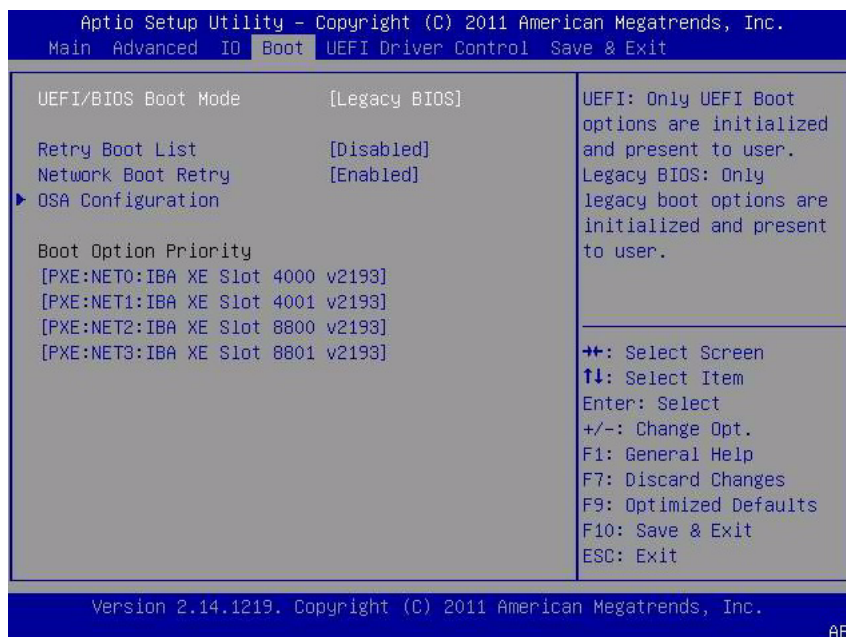 Aptio Setup Utility – Copyright (C) 2011 American Megatrends, Inc.
Main Advanced IO Boot UEFI Driver Control Save & Exit
UEFI/BIOS Boot Mode [Legacy BIOS]
Retry Boot List [Disabled]
Network Boot Retry [Enabled]
OSA Configuration
Boot Option Priority
[PXE:NET0:IBA XE Slot 4000 v2193]
[PXE:NET1:IBA XE Slot 4001 v2193]
[PXE:NET2:IBA XE Slot 8800 v2193]
[PXE:NET3:IBA XE Slot 8801 v2193]
UEFI: Only UEFI Boot
options are initialized
and present to user.
Legacy BIOS: Only
legacy boot options are
initialized and present
to user.
→←: Select Screen
↑↓: Select Item
Enter: Select
+/-: Change Opt.
F1: General Help
F7: Discard Changes
F9: Optimized Defaults
F10: Save & Exit
ESC: Exit
Version 2.14.1219. Copyright (C) 2011 American Megatrends, Inc.